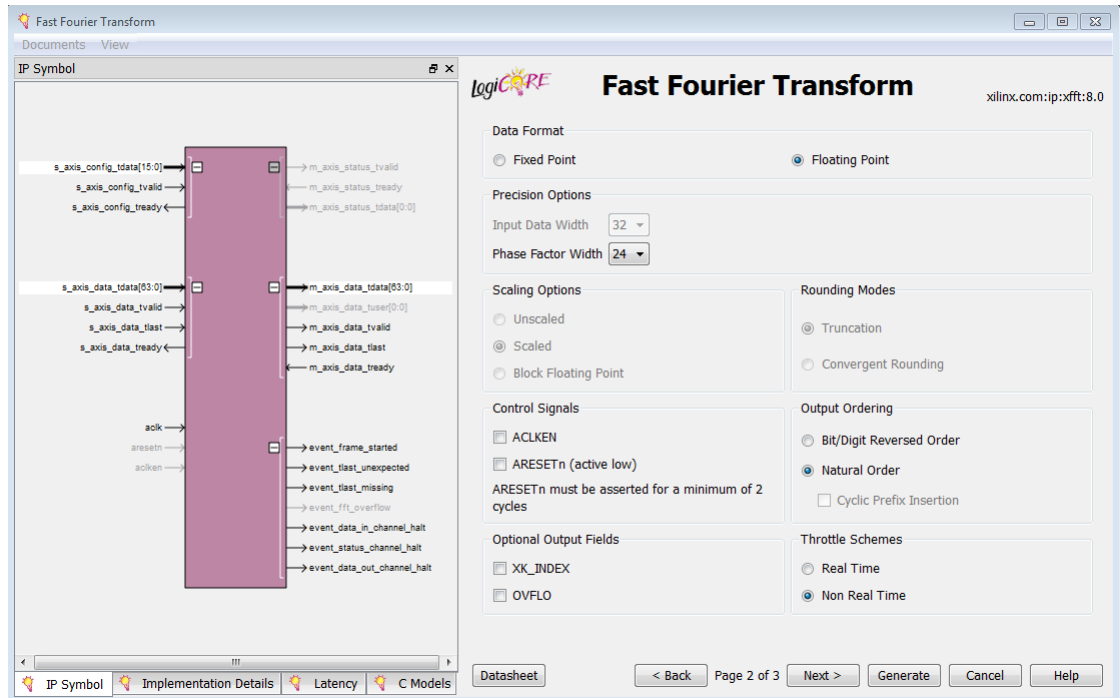 Fast Fourier Transform
Documents View
IP Symbol
s_axis_config_tdata[15:0]
s_axis_config_tvalid
s_axis_config_tready
s_axis_data_tdata[63:0]
s_axis_data_tvalid
s_axis_data_tlast
s_axis_data_tready
aclk
aresetn
aclken
m_axis_status_tvalid
m_axis_status_tready
m_axis_status_tdata[0:0]
m_axis_data_tdata[63:0]
m_axis_data_tuser[0:0]
m_axis_data_tvalid
m_axis_data_tlast
m_axis_data_tready
event_frame_started
event_tlast_unexpected
event_tlast_missing
event_fft_overflow
event_data_in_channel_halt
event_status_channel_halt
event_data_out_channel_halt
IP Symbol Implementation Details Latency C Models
LogiCORE
Fast Fourier Transform
xilinx.com:ip:xfft:8.0
Data Format
Fixed Point Floating Point
Precision Options
Input Data Width 32
Phase Factor Width 24
Scaling Options
Unscaled
Scaled
Block Floating Point
Rounding Modes
Truncation
Convergent Rounding
Control Signals
ACLKEN
ARESETn (active low)
ARESETn must be asserted for a minimum of 2
cycles
Output Ordering
Bit/Digit Reversed Order
Natural Order
Cyclic Prefix Insertion
Optional Output Fields
XK_INDEX
OVFLO
Throttle Schemes
Real Time
Non Real Time
Datasheet < Back Page 2 of 3 Next > Generate Cancel Help